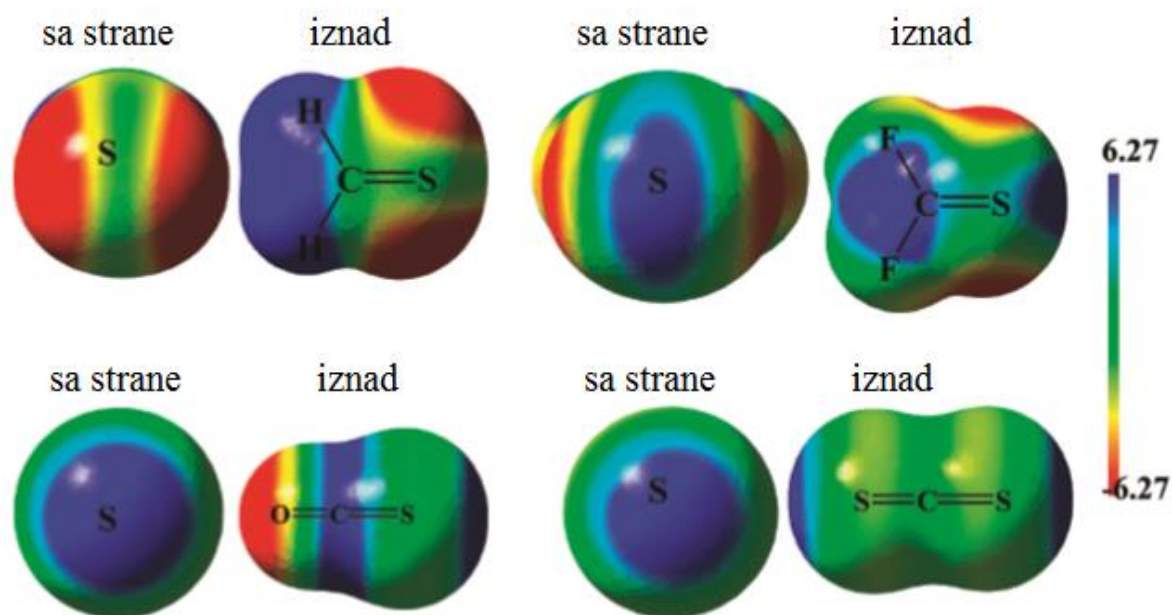 sa strane iznad sa strane iznad
S
H
C=S
H
S
F
C=S
F
6.27
-6.27
sa strane iznad sa strane iznad
S
O=C=S
S
S=C=S